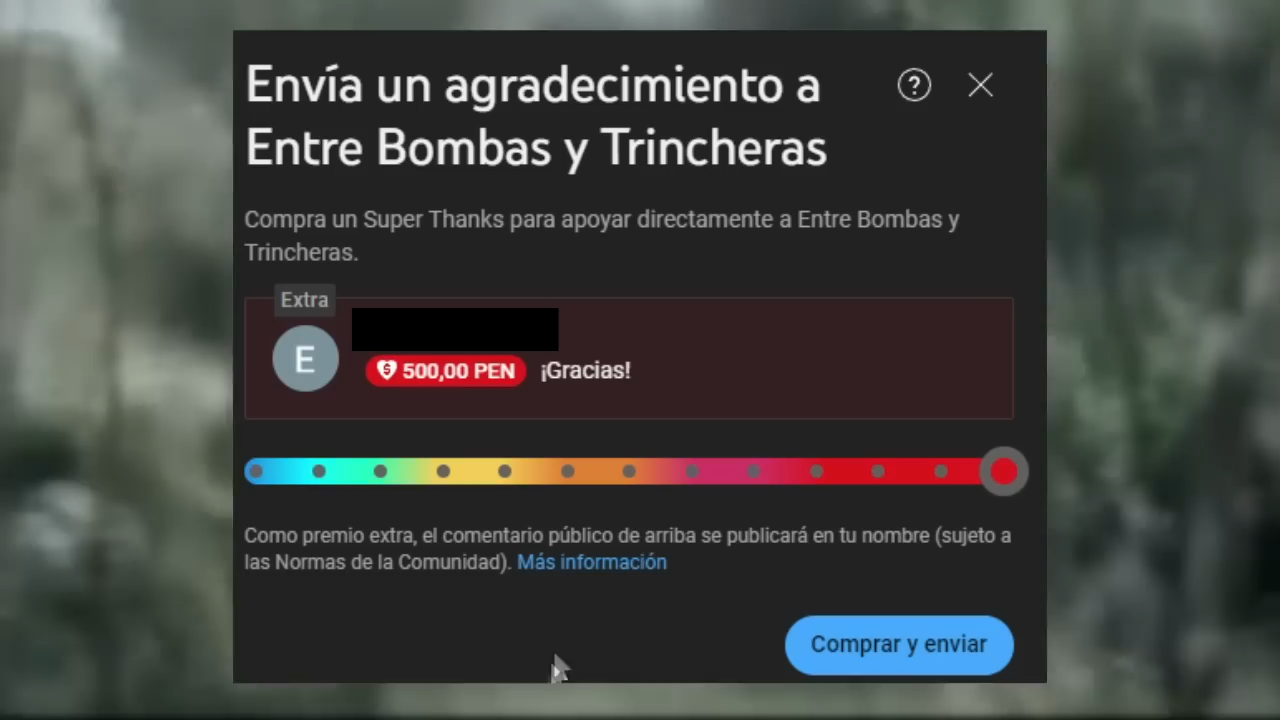 Envía un agradecimiento a
Entre Bombas y Trincheras
Compra un Super Thanks para apoyar directamente a Entre Bombas y
Trincheras.
Extra
E
500,00 PEN ¡Gracias!
Como premio extra, el comentario público de arriba se publicará en tu nombre (sujeto a
las Normas de la Comunidad). Más información
Comprar y enviar